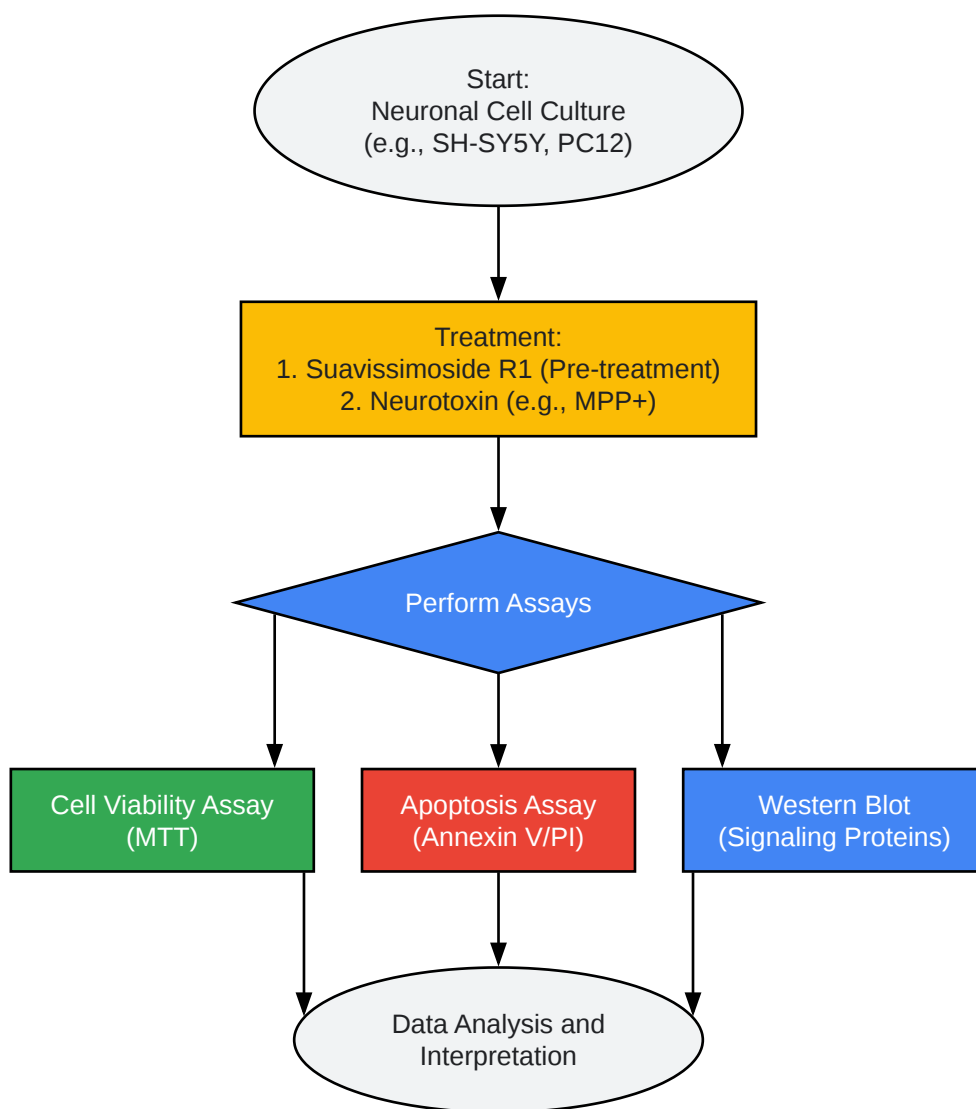 Start:
Neuronal Cell Culture
(e.g., SH-SY5Y, PC12)
Treatment:
1. Suavissimoside R1 (Pre-treatment)
2. Neurotoxin (e.g., MPP+)
Perform Assays
Cell Viability Assay
(MTT)
Apoptosis Assay
(Annexin V/PI)
Western Blot
(Signaling Proteins)
Data Analysis and
Interpretation